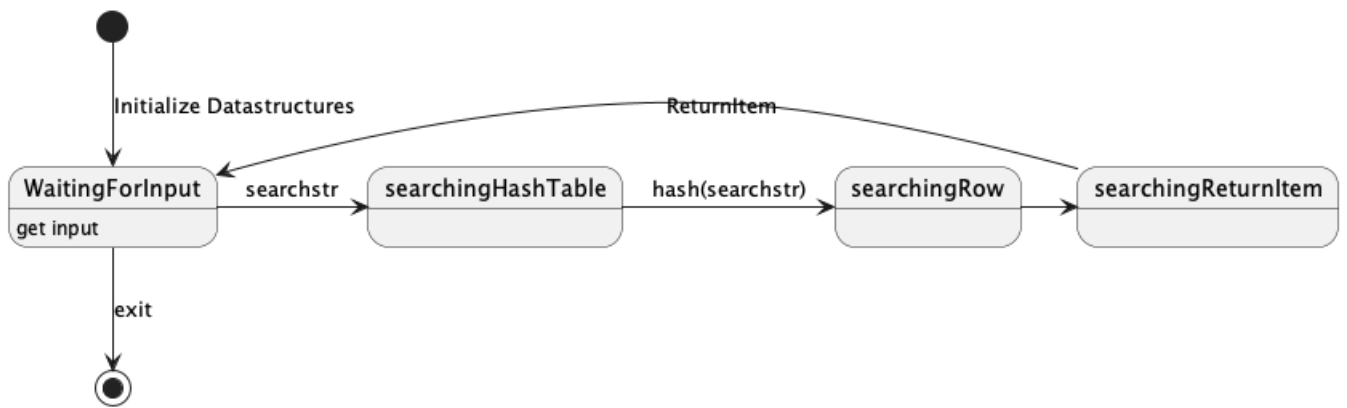 Initialize Datastructures
ReturnItem
WaitingForInput
get input
searchstr
searchingHashTable
hash(searchstr)
searchingRow
searchingReturnItem
exit